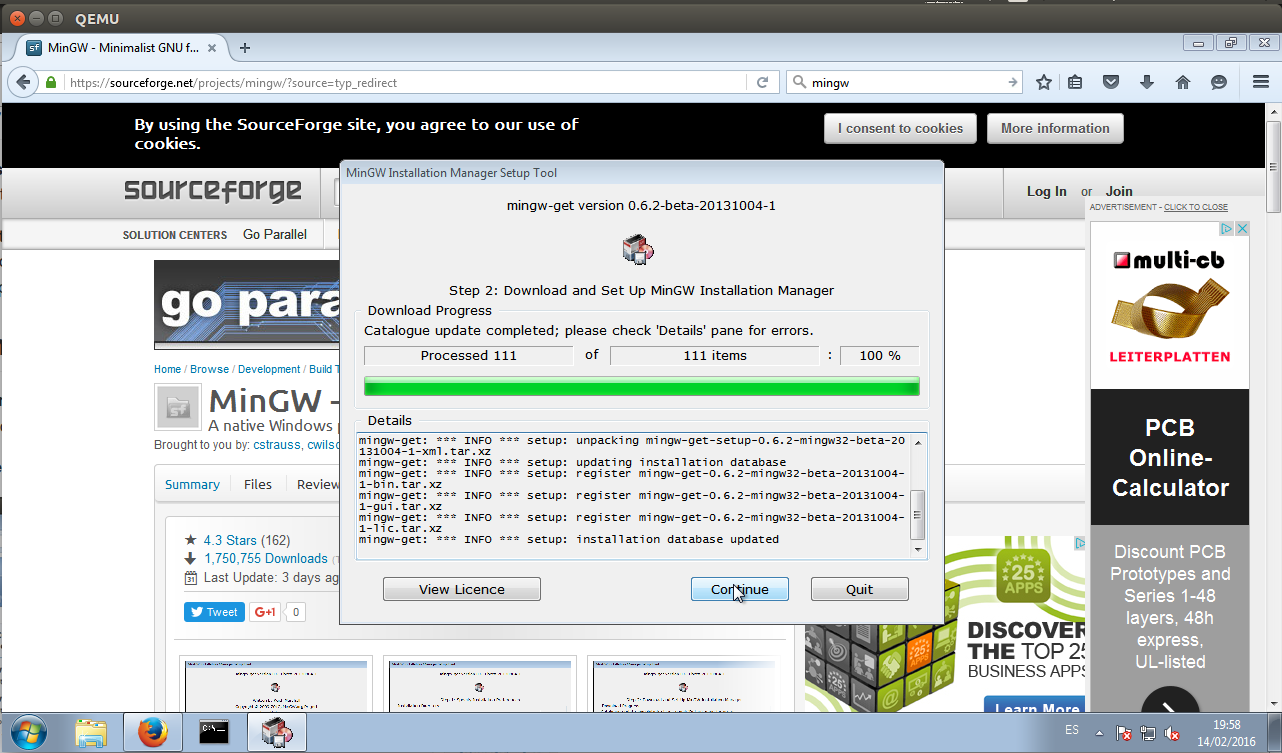 QEMU
MinGW - Minimalist GNU f...
https://sourceforge.net/projects/mingw/?source=typ_redirect
mingw
By using the SourceForge site, you agree to our use of
cookies.
I consent to cookies
More information
sourceforge
Log In or Join
SOLUTION CENTERS Go Parallel
ADVERTISEMENT - CLICK TO CLOSE
MinGW Installation Manager Setup Tool
mingw-get version 0.6.2-beta-20131004-1
Step 2: Download and Set Up MinGW Installation Manager
Download Progress
Catalogue update completed; please check 'Details' pane for errors.
Processed 111 of 111 items : 100 %
Details
mingw-get: *** INFO *** setup: unpacking mingw-get-setup-0.6.2-mingw32-beta-20
131004-1-xml.tar.xz
mingw-get: *** INFO *** setup: updating installation database
mingw-get: *** INFO *** setup: register mingw-get-0.6.2-mingw32-beta-20131004-
1-bin.tar.xz
mingw-get: *** INFO *** setup: register mingw-get-0.6.2-mingw32-beta-20131004-
1-gui.tar.xz
mingw-get: *** INFO *** setup: register mingw-get-0.6.2-mingw32-beta-20131004-
1-lic.tar.xz
mingw-get: *** INFO *** setup: installation database updated
View Licence
Continue
Quit
go para
Home / Browse / Development / Build T
MinGW -
A native Windows p
Brought to you by: cstrauss, cwils
Summary Files Review
4.3 Stars (162)
1,750,755 Downloads
Last Update: 3 days ag
Tweet
G+1
0
multi-cb
LEITERPLATTEN
PCB
Online-
Calculator
Discount PCB
Prototypes and
Series 1-48
layers, 48h
express,
UL-listed
25
APPS
DISCOVER
THE TOP 25
BUSINESS APPS
Learn More
ES
19:58
14/02/2016